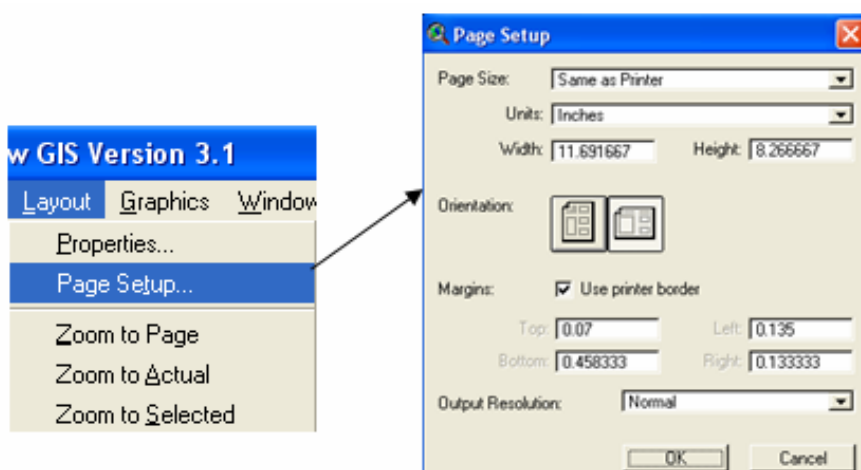 w GIS Version 3.1
Layout Graphics Window
Properties...
Page Setup...
Zoom to Page
Zoom to Actual
Zoom to Selected
Page Setup
Page Size: Same as Printer
Units: Inches
Width: 11.691667 Height: 8.266667
Orientation:
Margins: Use printer border
Top: 0.07 Left: 0.135
Bottom: 0.458333 Right: 0.133333
Output Resolution: Normal
OK Cancel